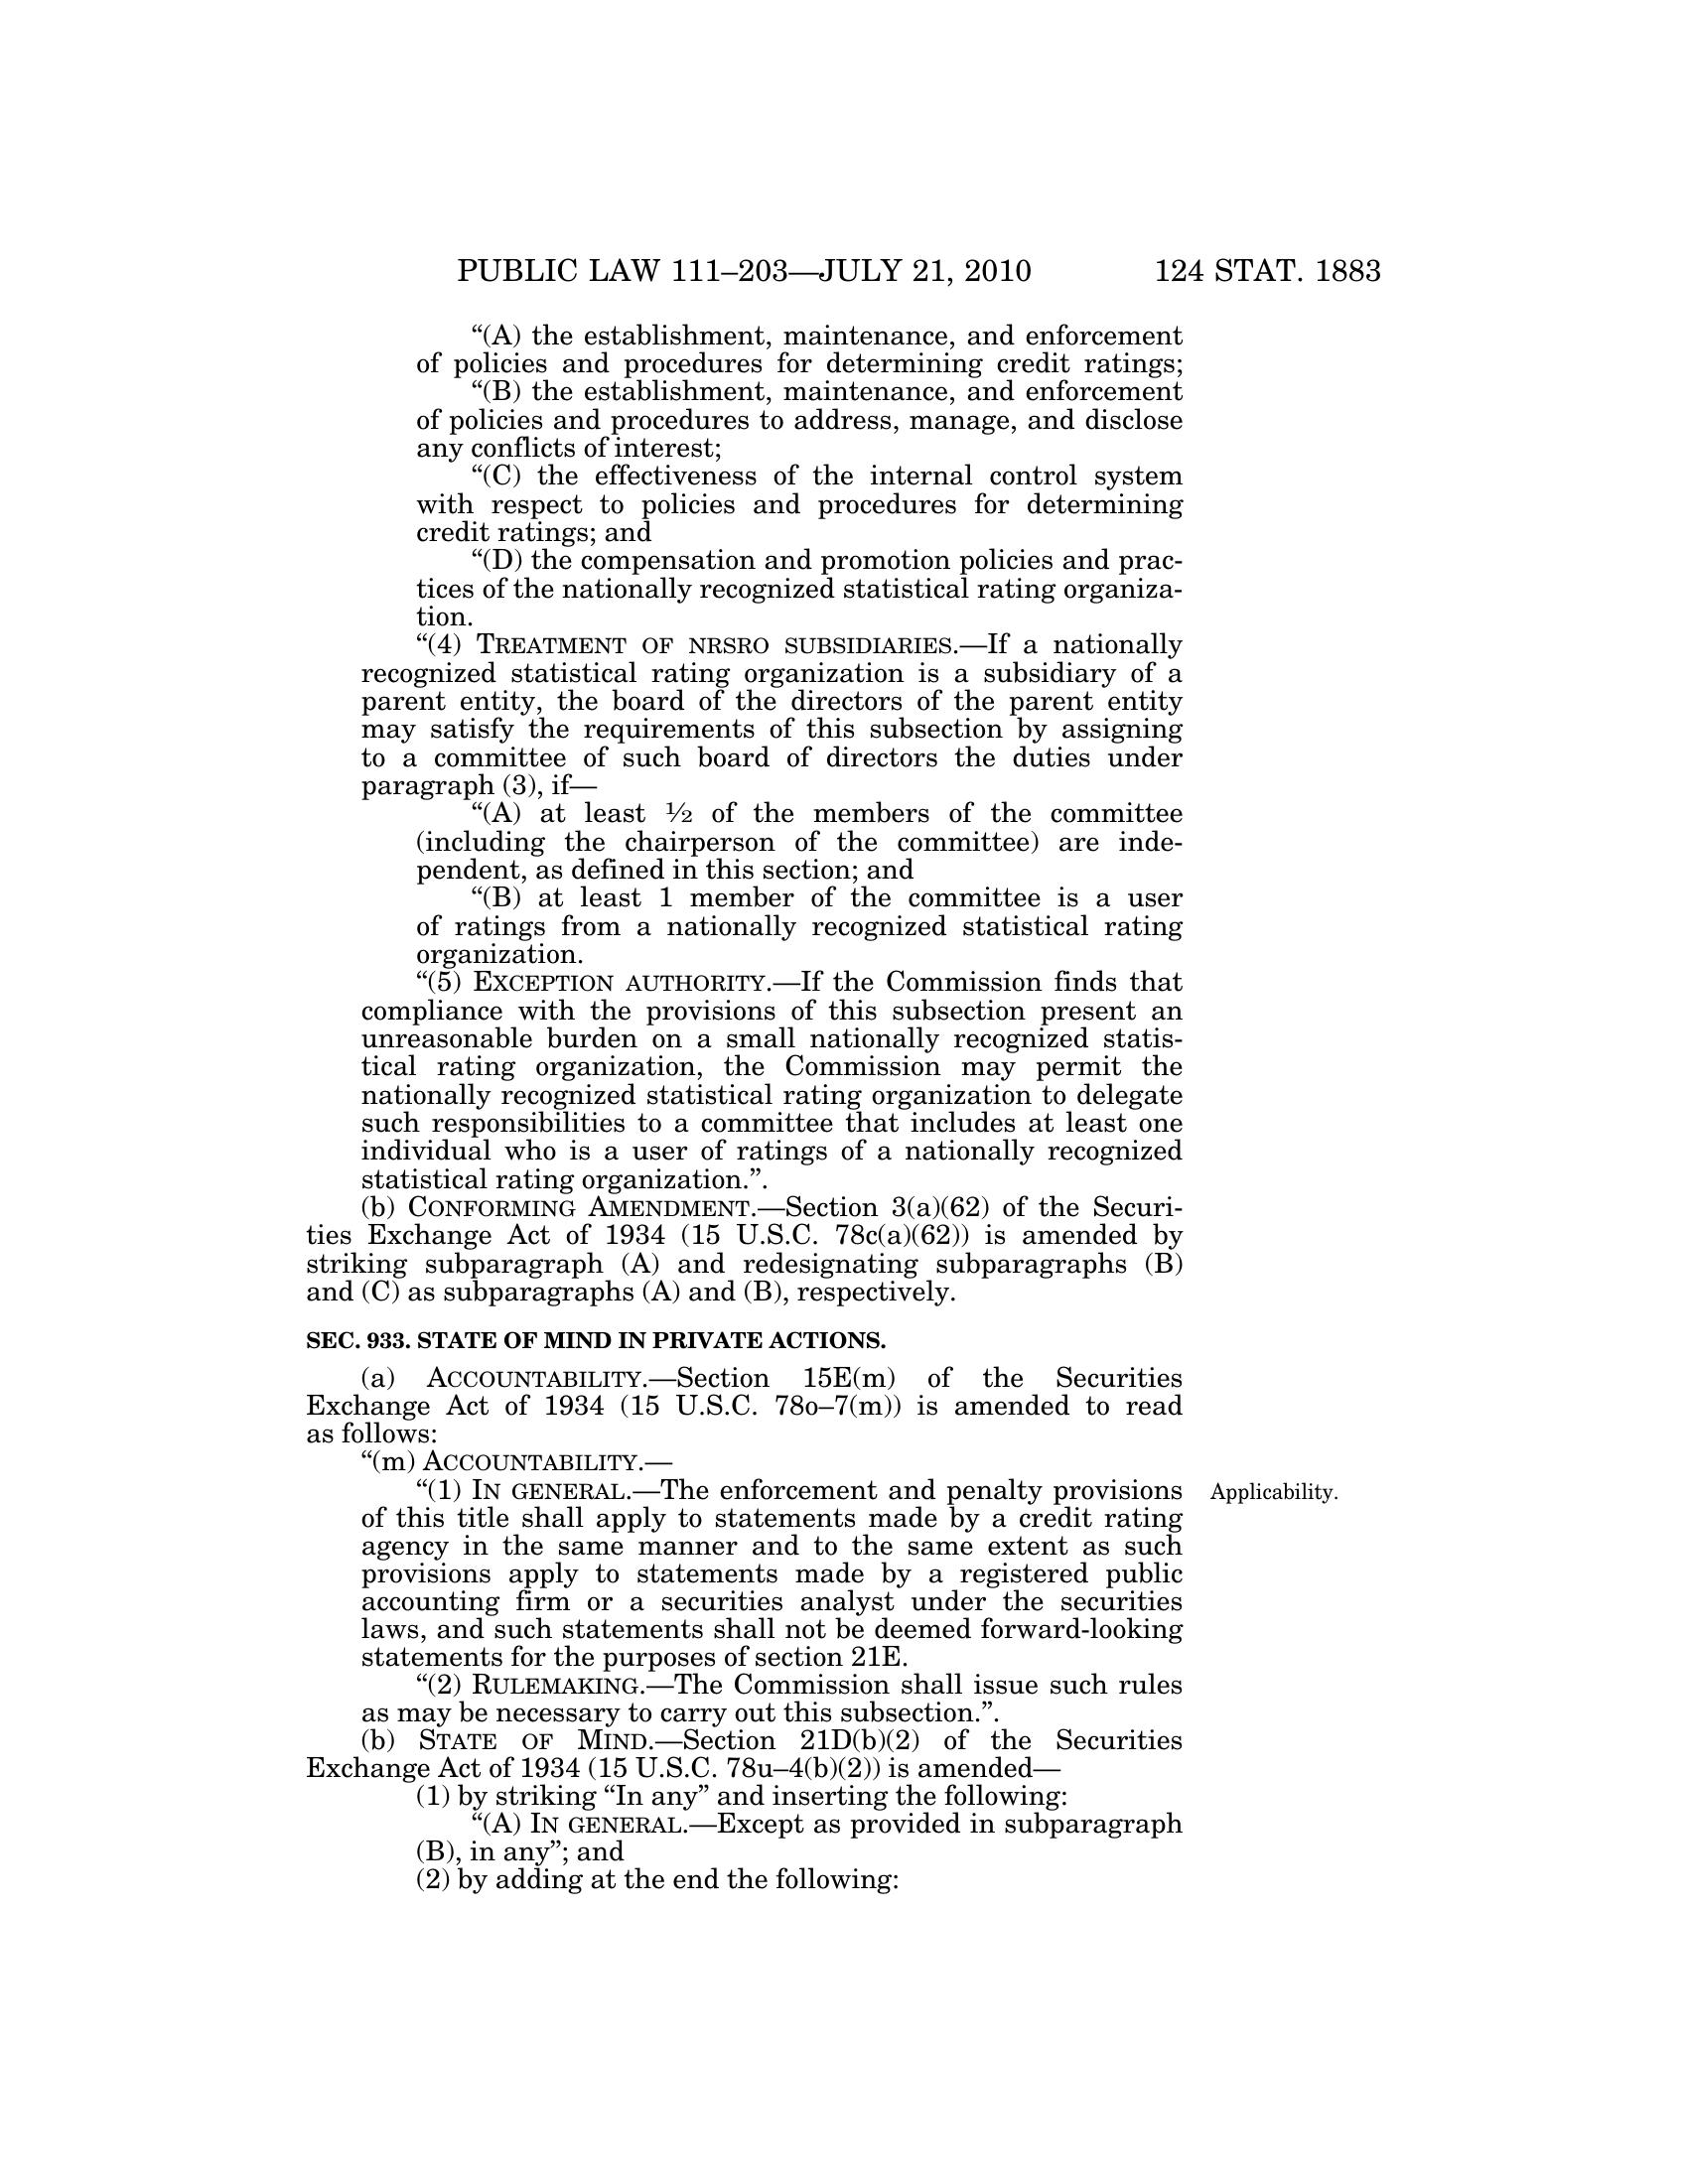 PUBLIC LAW 111–203—JULY 21, 2010 124 STAT. 1883
“(A) the establishment, maintenance, and enforcement
of policies and procedures for determining credit ratings;
“(B) the establishment, maintenance, and enforcement
of policies and procedures to address, manage, and disclose
any conflicts of interest;
“(C) the effectiveness of the internal control system
with respect to policies and procedures for determining
credit ratings; and
“(D) the compensation and promotion policies and prac-
tices of the nationally recognized statistical rating organiza-
tion.
“(4) TREATMENT OF NRSRO SUBSIDIARIES.—If a nationally
recognized statistical rating organization is a subsidiary of a
parent entity, the board of the directors of the parent entity
may satisfy the requirements of this subsection by assigning
to a committee of such board of directors the duties under
paragraph (3), if—
“(A) at least ½ of the members of the committee
(including the chairperson of the committee) are inde-
pendent, as defined in this section; and
“(B) at least 1 member of the committee is a user
of ratings from a nationally recognized statistical rating
organization.
“(5) EXCEPTION AUTHORITY.—If the Commission finds that
compliance with the provisions of this subsection present an
unreasonable burden on a small nationally recognized statis-
tical rating organization, the Commission may permit the
nationally recognized statistical rating organization to delegate
such responsibilities to a committee that includes at least one
individual who is a user of ratings of a nationally recognized
statistical rating organization.”.
(b) CONFORMING AMENDMENT.—Section 3(a)(62) of the Securi-
ties Exchange Act of 1934 (15 U.S.C. 78c(a)(62)) is amended by
striking subparagraph (A) and redesignating subparagraphs (B)
and (C) as subparagraphs (A) and (B), respectively.
SEC. 933. STATE OF MIND IN PRIVATE ACTIONS.
(a) ACCOUNTABILITY.—Section 15E(m) of the Securities
Exchange Act of 1934 (15 U.S.C. 78o–7(m)) is amended to read
as follows:
“(m) ACCOUNTABILITY.—
“(1) IN GENERAL.—The enforcement and penalty provisions Applicability.
of this title shall apply to statements made by a credit rating
agency in the same manner and to the same extent as such
provisions apply to statements made by a registered public
accounting firm or a securities analyst under the securities
laws, and such statements shall not be deemed forward-looking
statements for the purposes of section 21E.
“(2) RULEMAKING.—The Commission shall issue such rules
as may be necessary to carry out this subsection.”.
(b) STATE OF MIND.—Section 21D(b)(2) of the Securities
Exchange Act of 1934 (15 U.S.C. 78u–4(b)(2)) is amended—
(1) by striking “In any” and inserting the following:
“(A) IN GENERAL.—Except as provided in subparagraph
(B), in any”; and
(2) by adding at the end the following: